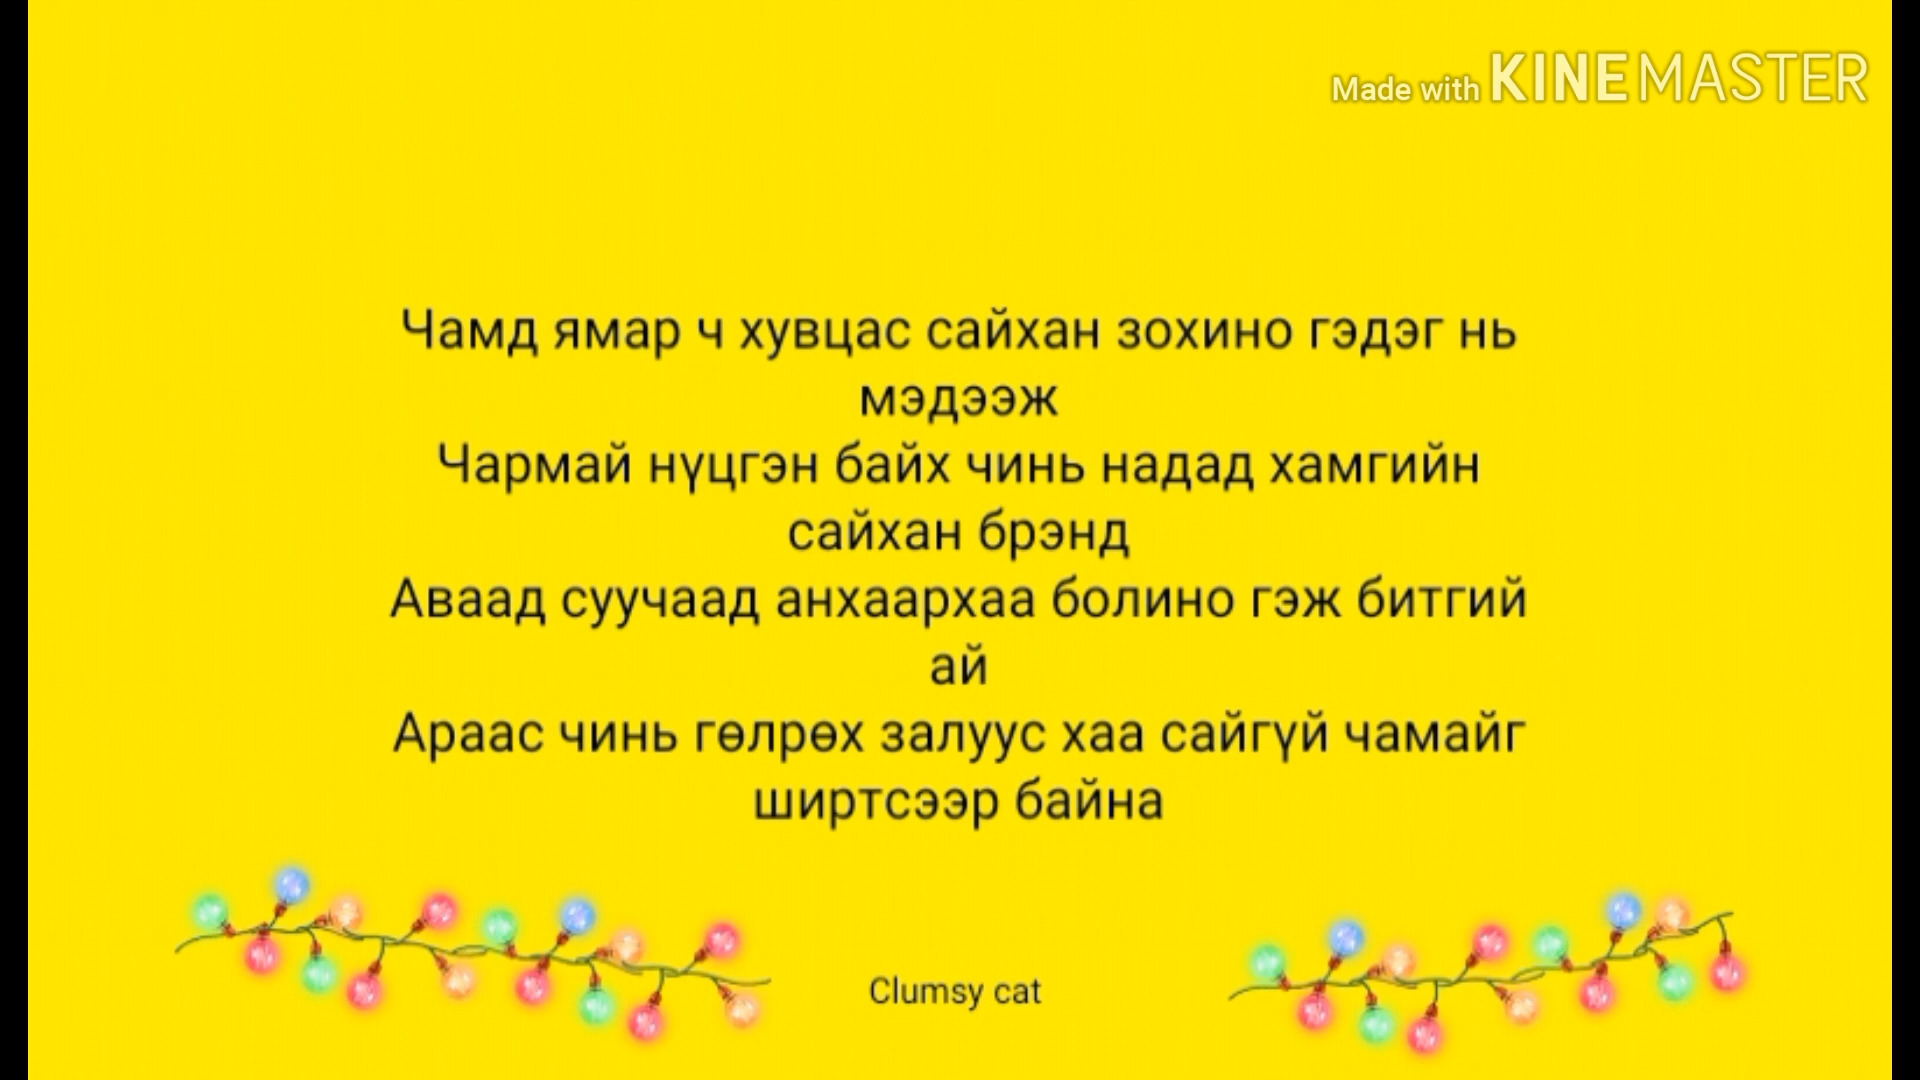 Made with KINEMASTER
Чамд ямар ч хувцас сайхан зохино гэдэг нь
мэдээж
Чармай нүцгэн байх чинь надад хамгийн
сайхан брэнд
Аваад суучаад анхаархаа болино гэж битгий
ай
Араас чинь гөлрөх залуус хаа сайгүй чамайг
ширтсээр байна
Clumsy cat